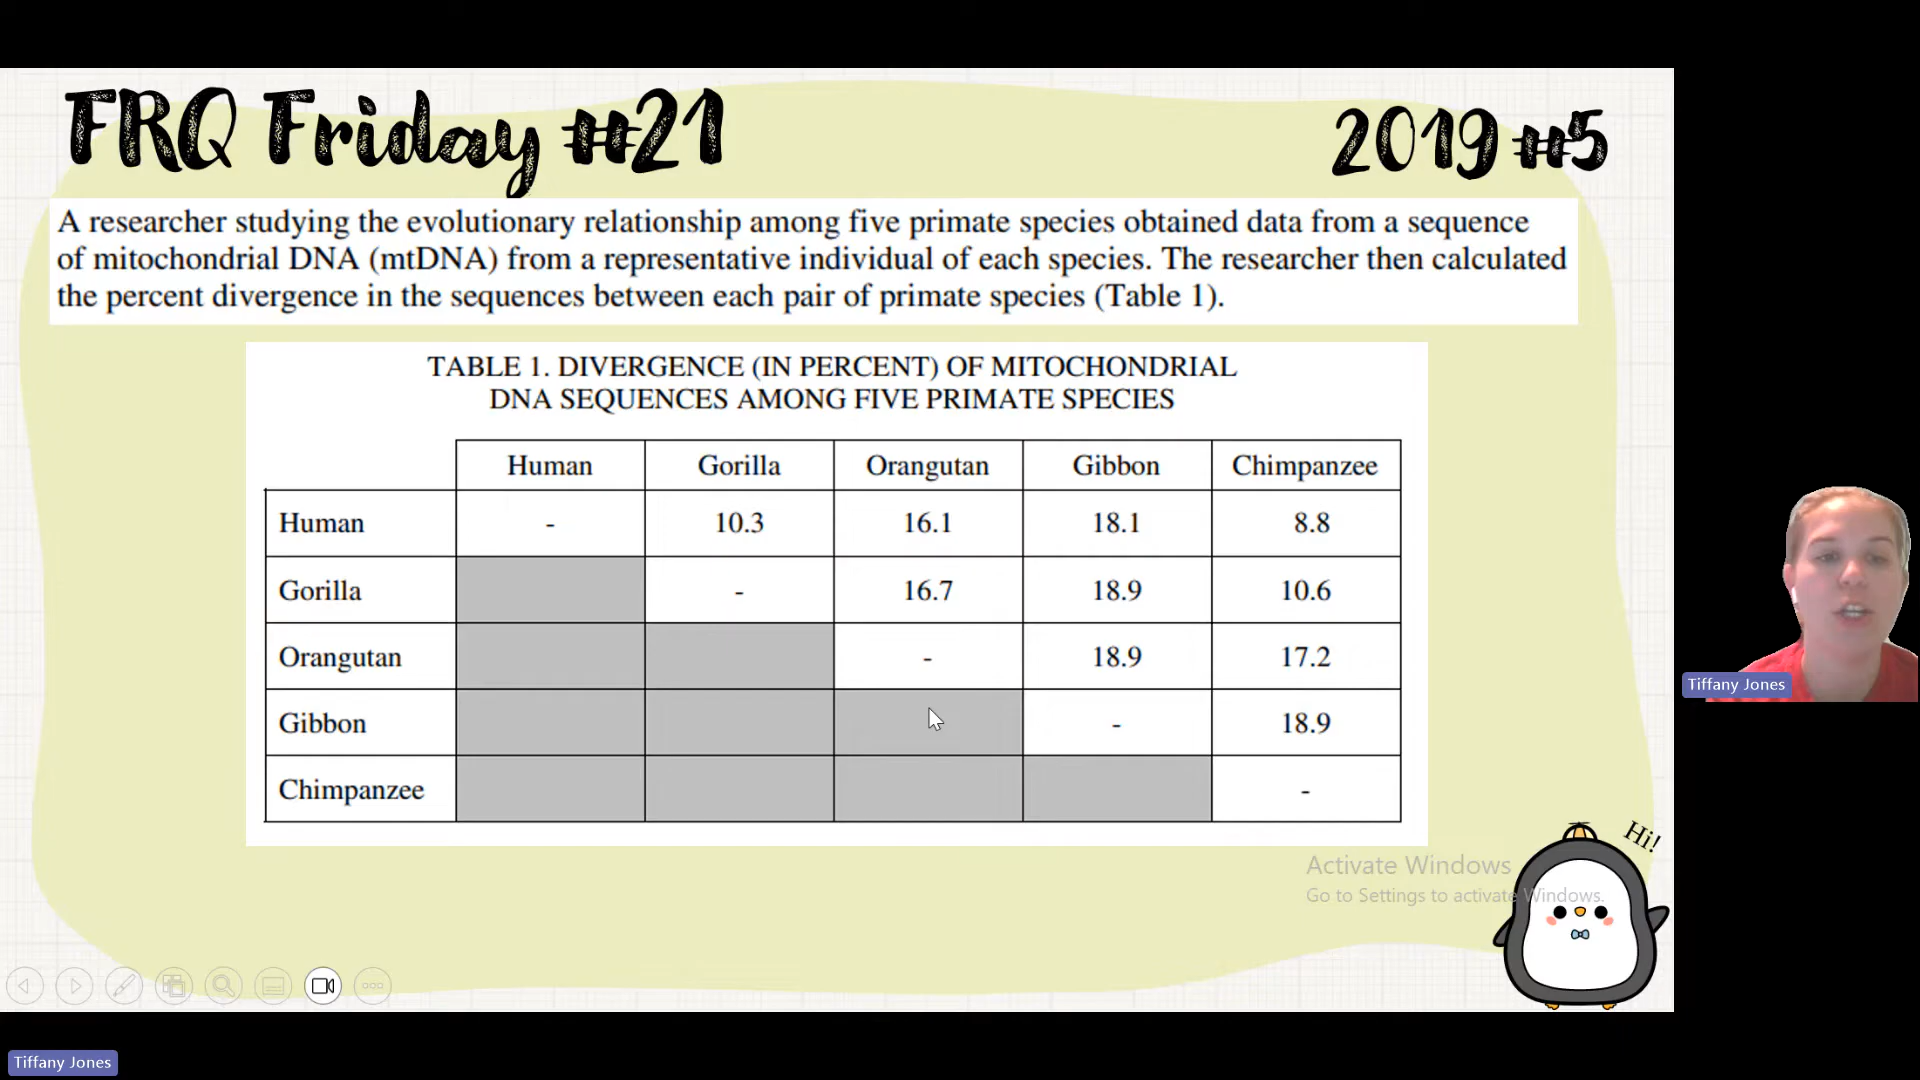 FRQ Friday #21
2019 #5
A researcher studying the evolutionary relationship among five primate species obtained data from a sequence
of mitochondrial DNA (mtDNA) from a representative individual of each species. The researcher then calculated
the percent divergence in the sequences between each pair of primate species (Table 1).
TABLE 1. DIVERGENCE (IN PERCENT) OF MITOCHONDRIAL
DNA SEQUENCES AMONG FIVE PRIMATE SPECIES
Human Gorilla Orangutan Gibbon Chimpanzee
Human - 10.3 16.1 18.1 8.8
Gorilla - 16.7 18.9 10.6
Orangutan - 18.9 17.2
Gibbon - 18.9
Chimpanzee -
Hi!
Activate Windows
Go to Settings to activate Windows.
Tiffany Jones
Tiffany Jones